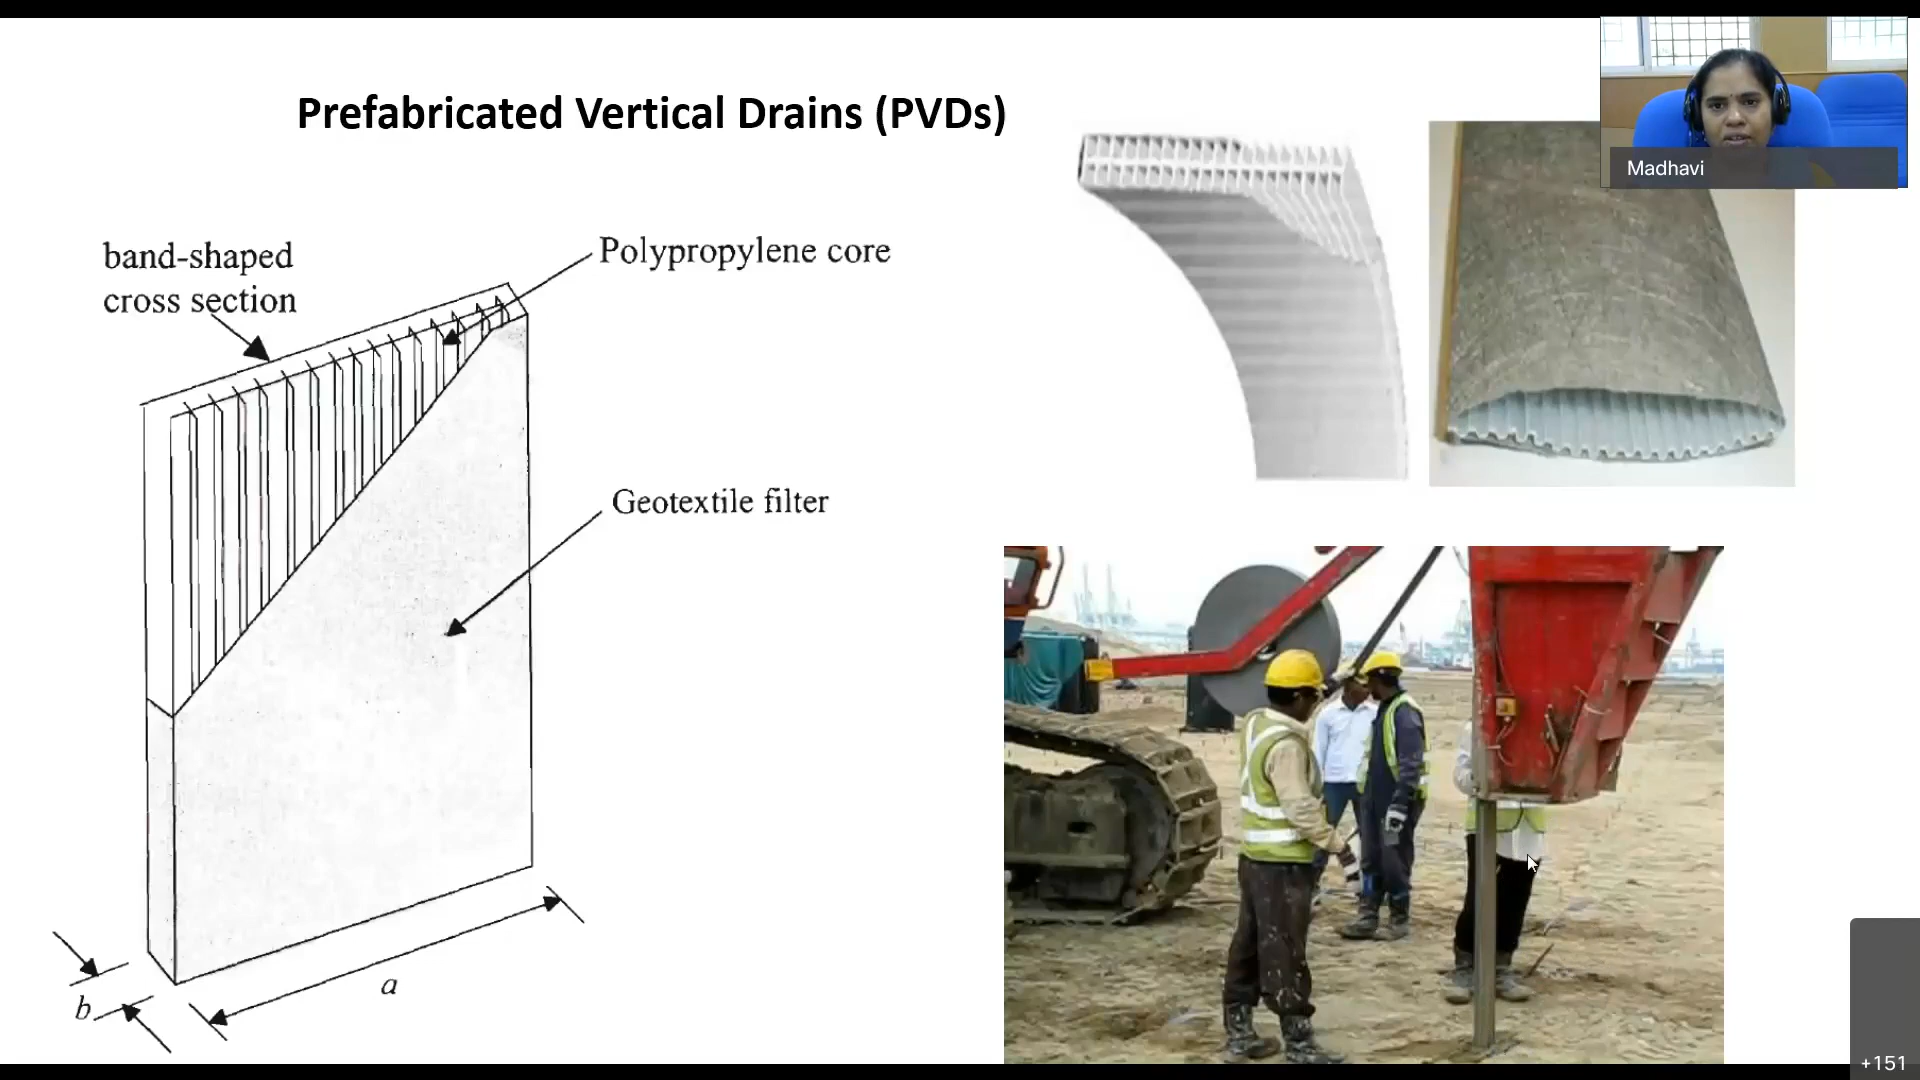 Prefabricated Vertical Drains (PVDs)
Madhavi
band-shaped
cross section
Polypropylene core
Geotextile filter
a
b
+151